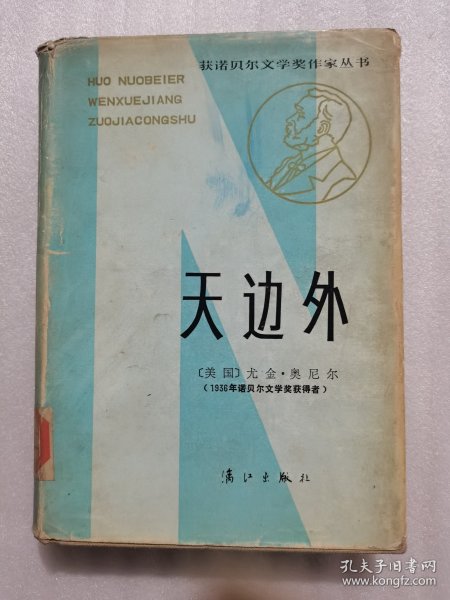 获诺贝尔文学奖作家丛书
HUO NUOBEIER
WENXUEJIANG
ZUOJIACONGSHU
天边外
〔美国〕尤金·奥尼尔
(1936年诺贝尔文学奖获得者)
漓江出版社
孔夫子旧书网
www.kongfz.com